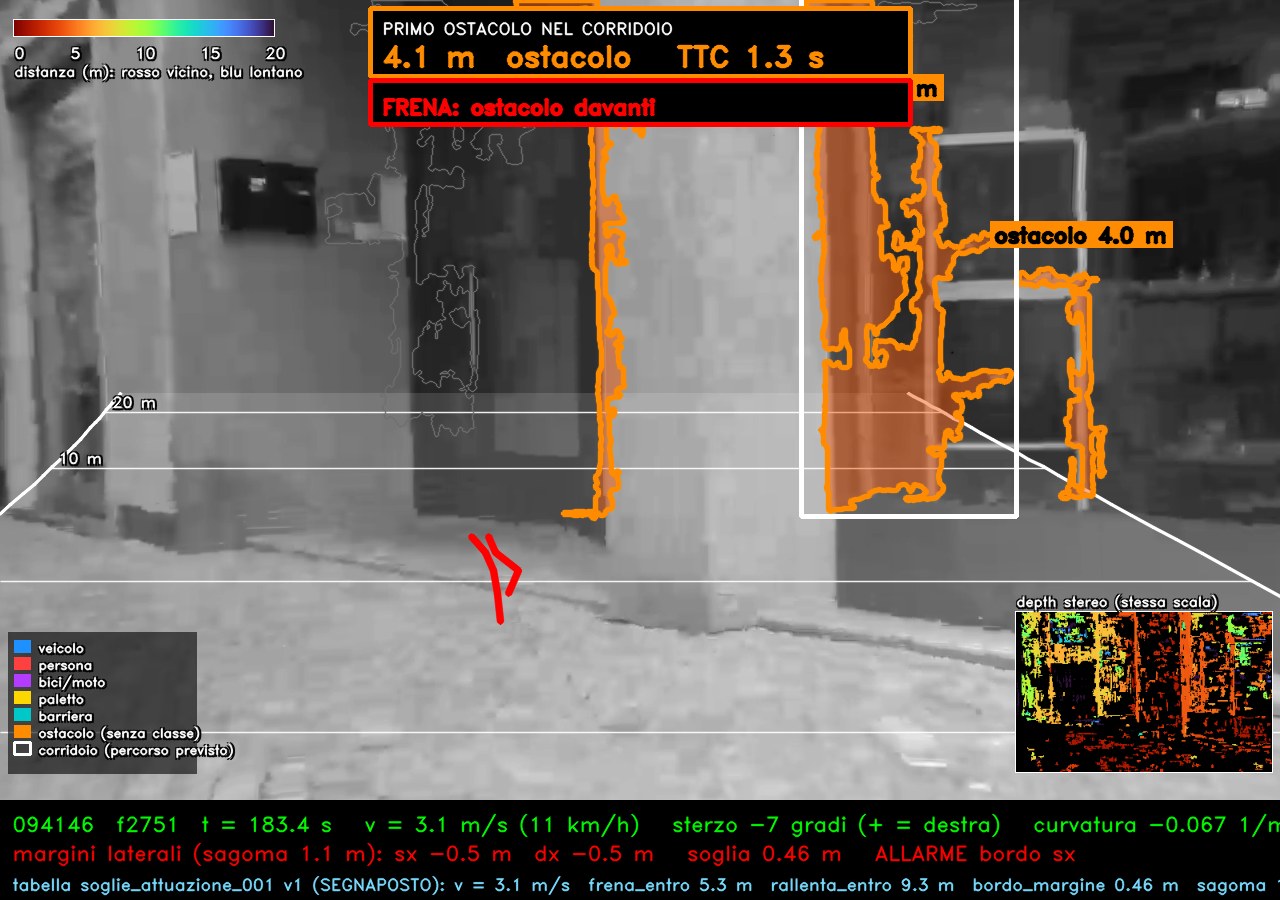 PRIMO OSTACOLO NEL CORRIDOIO
4.1 m ostacolo TTC 1.3 s
FRENA: ostacolo davanti
0 5 10 15 20
distanza (m): rosso vicino, blu lontano
m
ostacolo 4.0 m
20 m
10 m
depth stereo (stessa scala)
veicolo
persona
bici/moto
paletto
barriera
ostacolo (senza classe)
corridoio (percorso previsto)
094146 f2751 t = 183.4 s v = 3.1 m/s (11 km/h) sterzo −7 gradi (+ = destra) curvatura −0.067 1/m
margini laterali (sagoma 1.1 m): sx −0.5 m dx −0.5 m soglia 0.46 m ALLARME bordo sx
tabella soglie_attuazione_001 v1 (SEGNAPOSTO): v = 3.1 m/s frena_entro 5.3 m rallenta_entro 9.3 m bordo_margine 0.46 m sagoma